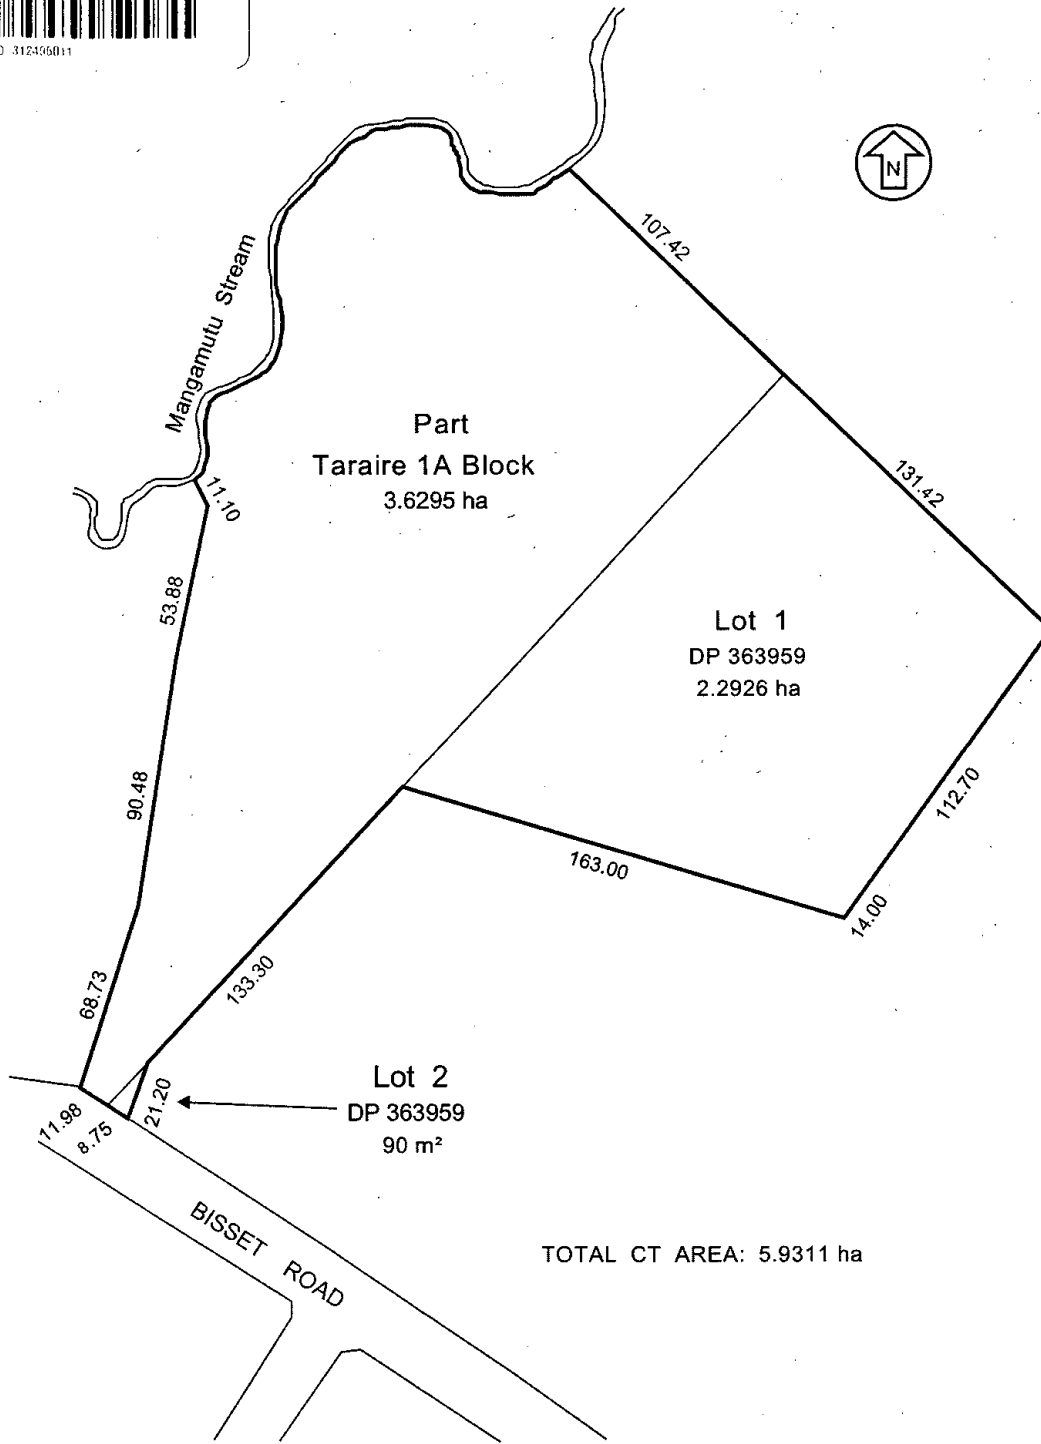 N
107.42
Mangamutu Stream
Part
Taraire 1A Block
3.6295 ha
11.10
131.42
53.88
Lot 1
DP 363959
2.2926 ha
90.48
112.70
163.00
14.00
133.30
68.73
Lot 2
DP 363959
90 m²
21.20
11.98
8.75
BISSET ROAD
TOTAL CT AREA: 5.9311 ha